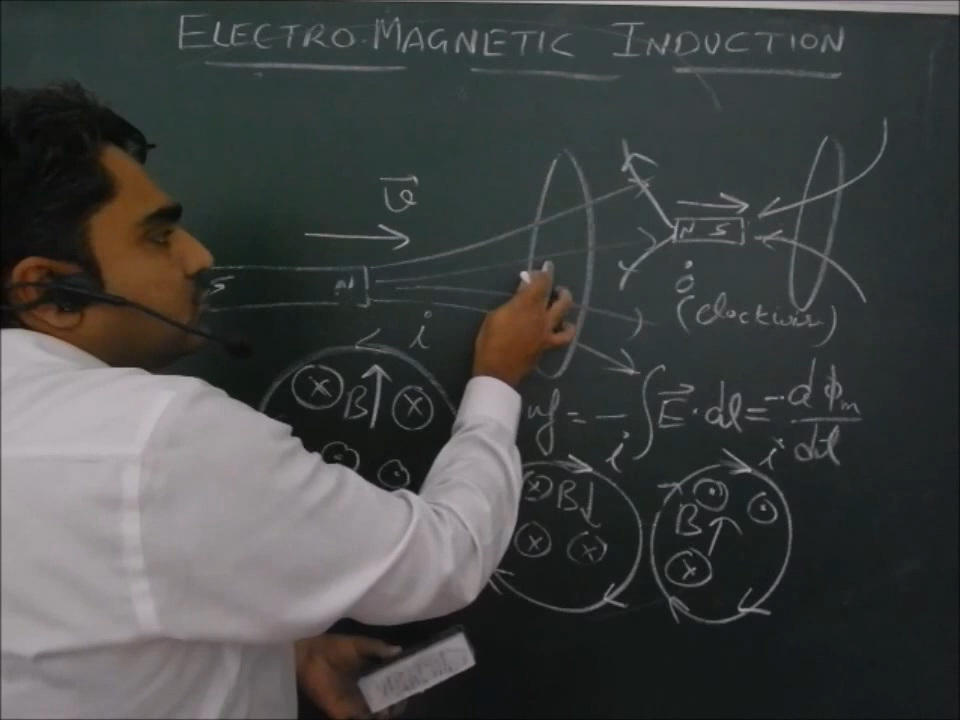 ELECTRO-MAGNETIC INDUCTION
v
S N
N S
i
(clockwise)
i
B
= - ∫ E · dl = - dφm / dt
i
B↓
i
B